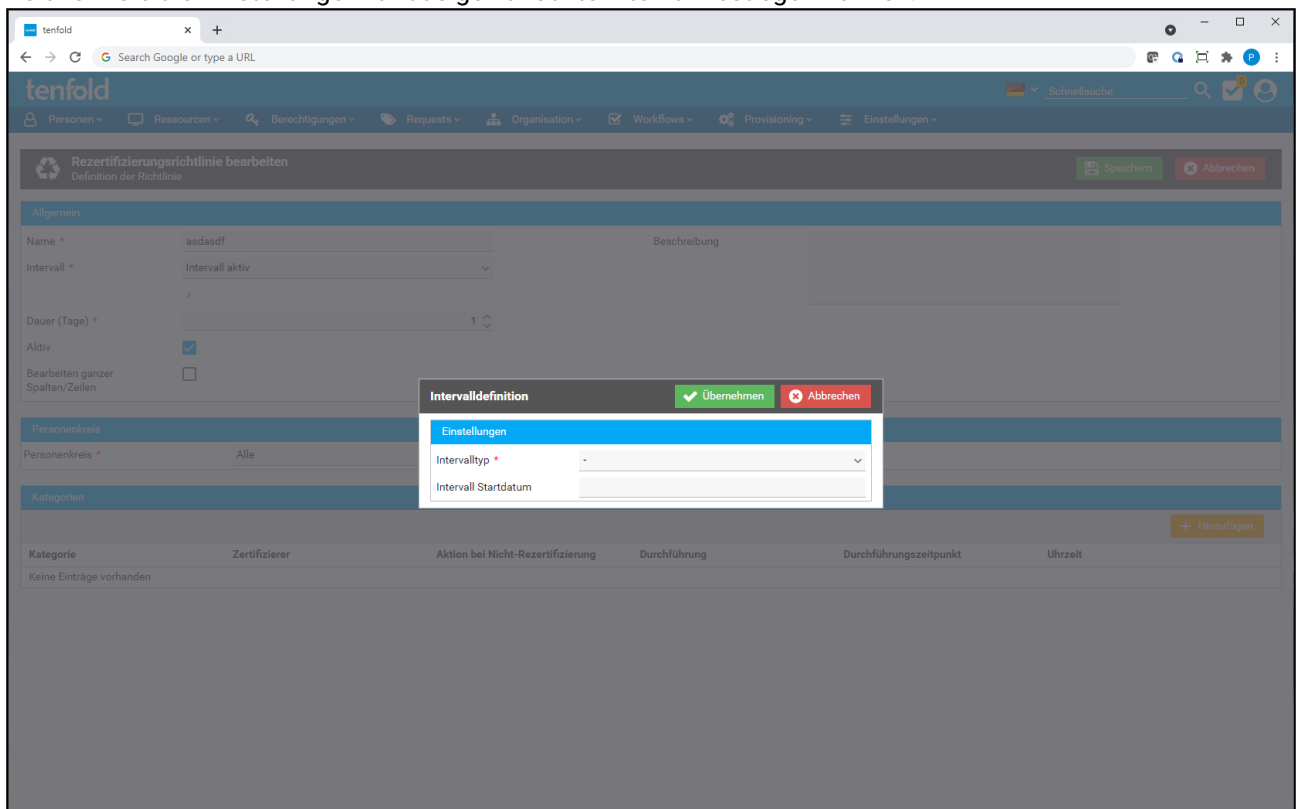 tenfold
Search Google or type a URL
P
tenfold
Schnellsuche
Personen Ressourcen Berechtigungen Requests Organisation Workflows Provisioning Einstellungen
Rezertifizierungsrichtlinie bearbeiten
Definition der Richtlinie
Speichern Abbrechen
Allgemein
Name * asdasdf Beschreibung
Intervall * Intervall aktiv
>
Dauer (Tage) * 1
Aktiv
Bearbeiten ganzer
Spalten/Zeilen
Intervalldefinition Übernehmen Abbrechen
Einstellungen
Intervalltyp * -
Intervall Startdatum
Personenkreis
Personenkreis * Alle
Kategorien
+ Hinzufügen
Kategorie Zertifizierer Aktion bei Nicht-Rezertifizierung Durchführung Durchführungszeitpunkt Uhrzeit
Keine Einträge vorhanden